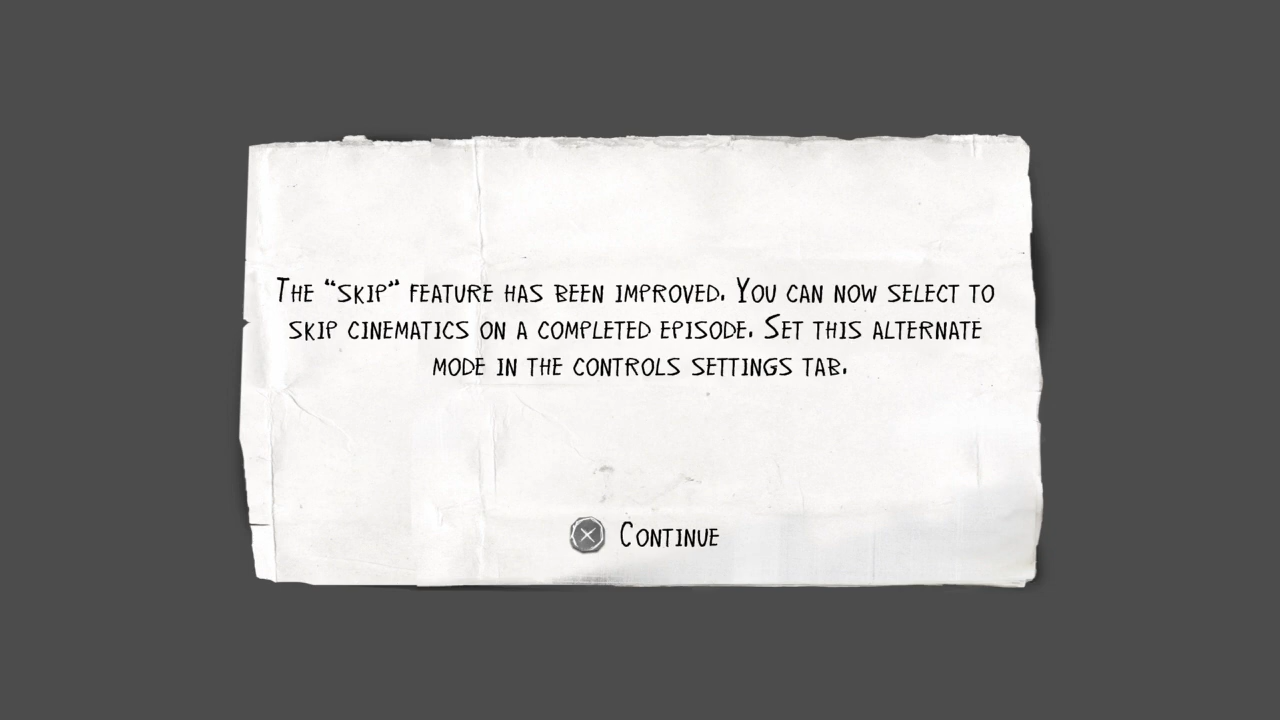 The “skip” feature has been improved. You can now select to
skip cinematics on a completed episode. Set this alternate
mode in the controls settings tab.
Continue